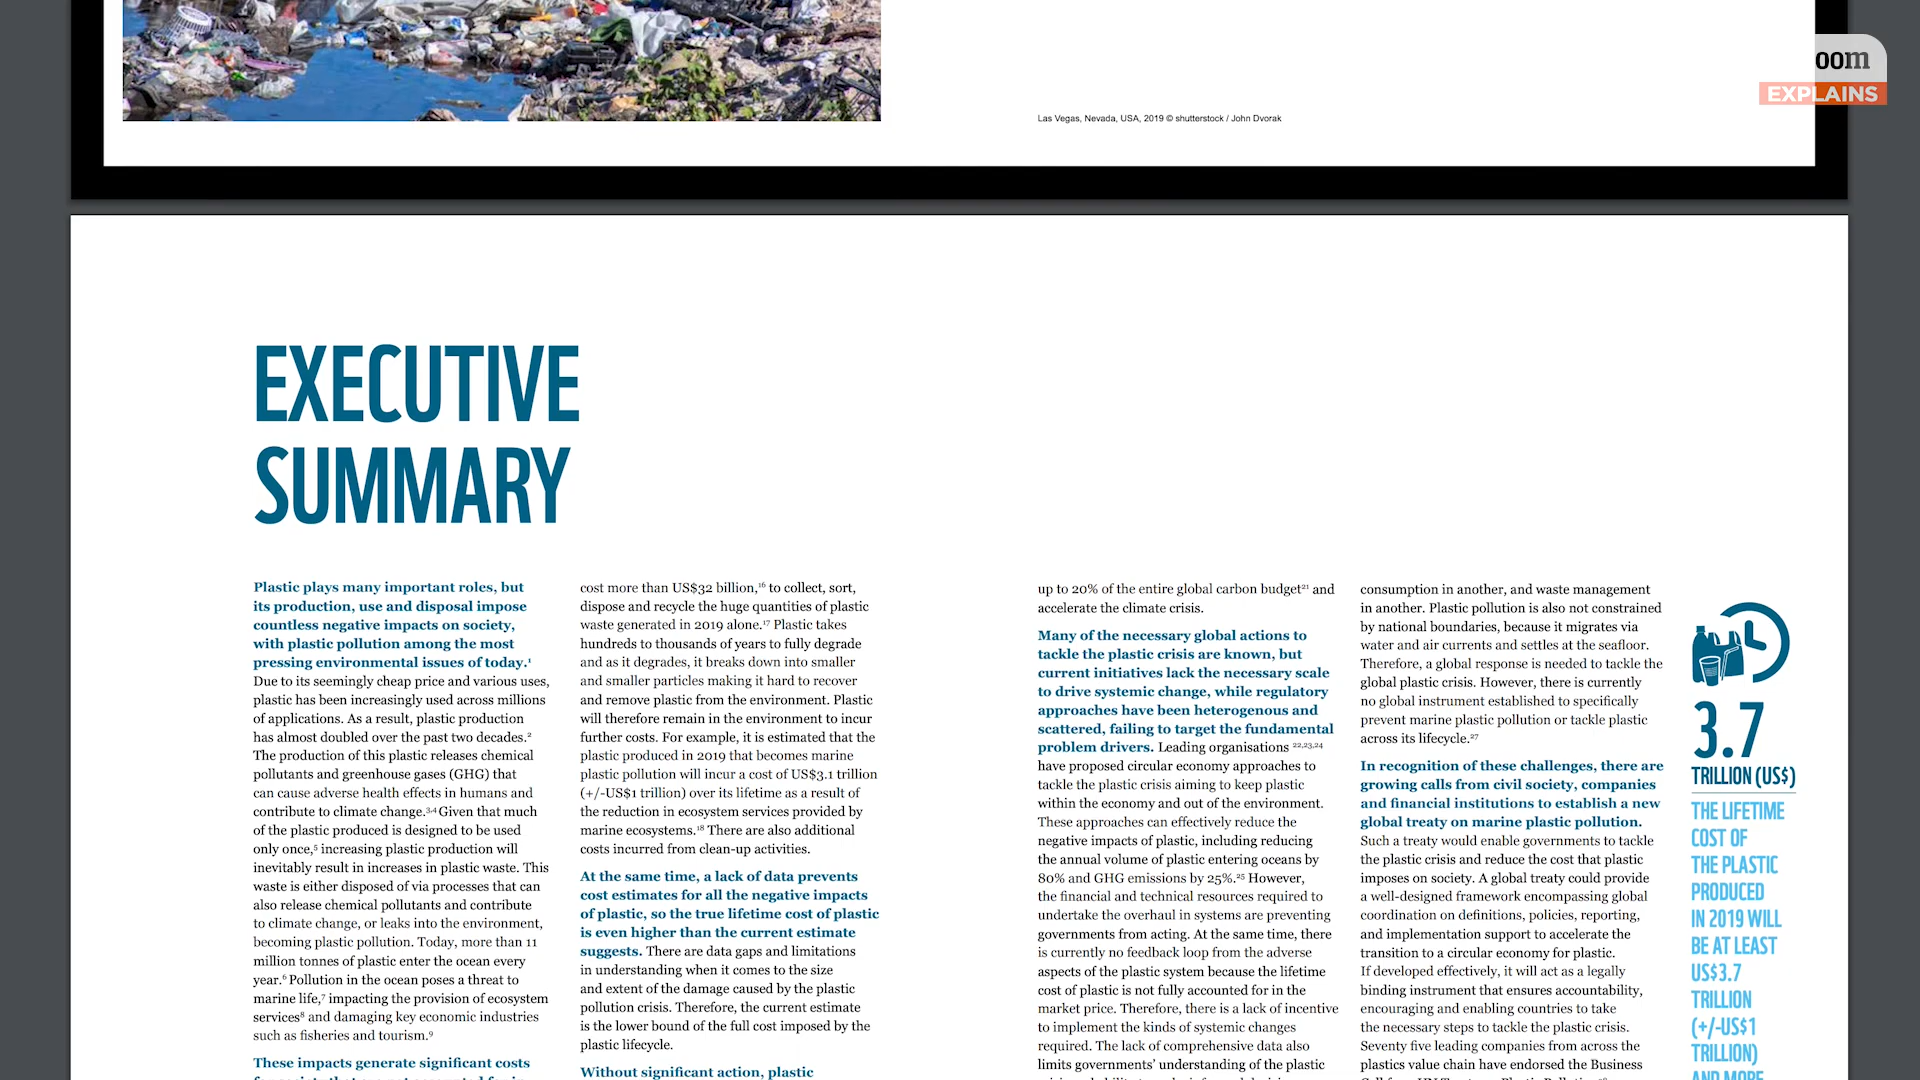 oom
EXPLAINS
Las Vegas, Nevada, USA, 2019 © shutterstock / John Dvorak
EXECUTIVE
SUMMARY
Plastic plays many important roles, but
its production, use and disposal impose
countless negative impacts on society,
with plastic pollution among the most
pressing environmental issues of today.¹
Due to its seemingly cheap price and various uses,
plastic has been increasingly used across millions
of applications. As a result, plastic production
has almost doubled over the past two decades.²
The production of this plastic releases chemical
pollutants and greenhouse gases (GHG) that
can cause adverse health effects in humans and
contribute to climate change.³,⁴ Given that much
of the plastic produced is designed to be used
only once,⁵ increasing plastic production will
inevitably result in increases in plastic waste. This
waste is either disposed of via processes that can
also release chemical pollutants and contribute
to climate change, or leaks into the environment,
becoming plastic pollution. Today, more than 11
million tonnes of plastic enter the ocean every
year.⁶ Pollution in the ocean poses a threat to
marine life,⁷ impacting the provision of ecosystem
services⁸ and damaging key economic industries
such as fisheries and tourism.⁹
These impacts generate significant costs
cost more than US$32 billion,¹⁶ to collect, sort,
dispose and recycle the huge quantities of plastic
waste generated in 2019 alone.¹⁷ Plastic takes
hundreds to thousands of years to fully degrade
and as it degrades, it breaks down into smaller
and smaller particles making it hard to recover
and remove plastic from the environment. Plastic
will therefore remain in the environment to incur
further costs. For example, it is estimated that the
plastic produced in 2019 that becomes marine
plastic pollution will incur a cost of US$3.1 trillion
(+/-US$1 trillion) over its lifetime as a result of
the reduction in ecosystem services provided by
marine ecosystems.¹⁸ There are also additional
costs incurred from clean-up activities.
At the same time, a lack of data prevents
cost estimates for all the negative impacts
of plastic, so the true lifetime cost of plastic
is even higher than the current estimate
suggests. There are data gaps and limitations
in understanding when it comes to the size
and extent of the damage caused by the plastic
pollution crisis. Therefore, the current estimate
is the lower bound of the full cost imposed by the
plastic lifecycle.
Without significant action, plastic
up to 20% of the entire global carbon budget²¹ and
accelerate the climate crisis.
Many of the necessary global actions to
tackle the plastic crisis are known, but
current initiatives lack the necessary scale
to drive systemic change, while regulatory
approaches have been heterogenous and
scattered, failing to target the fundamental
problem drivers. Leading organisations ²²,²³,²⁴
have proposed circular economy approaches to
tackle the plastic crisis aiming to keep plastic
within the economy and out of the environment.
These approaches can effectively reduce the
negative impacts of plastic, including reducing
the annual volume of plastic entering oceans by
80% and GHG emissions by 25%.²⁵ However,
the financial and technical resources required to
undertake the overhaul in systems are preventing
governments from acting. At the same time, there
is currently no feedback loop from the adverse
aspects of the plastic system because the lifetime
cost of plastic is not fully accounted for in the
market price. Therefore, there is a lack of incentive
to implement the kinds of systemic changes
required. The lack of comprehensive data also
limits governments’ understanding of the plastic
consumption in another, and waste management
in another. Plastic pollution is also not constrained
by national boundaries, because it migrates via
water and air currents and settles at the seafloor.
Therefore, a global response is needed to tackle the
global plastic crisis. However, there is currently
no global instrument established to specifically
prevent marine plastic pollution or tackle plastic
across its lifecycle.²⁷
In recognition of these challenges, there are
growing calls from civil society, companies
and financial institutions to establish a new
global treaty on marine plastic pollution.
Such a treaty would enable governments to tackle
the plastic crisis and reduce the cost that plastic
imposes on society. A global treaty could provide
a well-designed framework encompassing global
coordination on definitions, policies, reporting,
and implementation support to accelerate the
transition to a circular economy for plastic.
If developed effectively, it will act as a legally
binding instrument that ensures accountability,
encouraging and enabling countries to take
the necessary steps to tackle the plastic crisis.
Seventy five leading companies from across the
plastics value chain have endorsed the Business
3.7
TRILLION (US$)
THE LIFETIME
COST OF
THE PLASTIC
PRODUCED
IN 2019 WILL
BE AT LEAST
US$3.7
TRILLION
(+/-US$1
TRILLION)
AND MORE